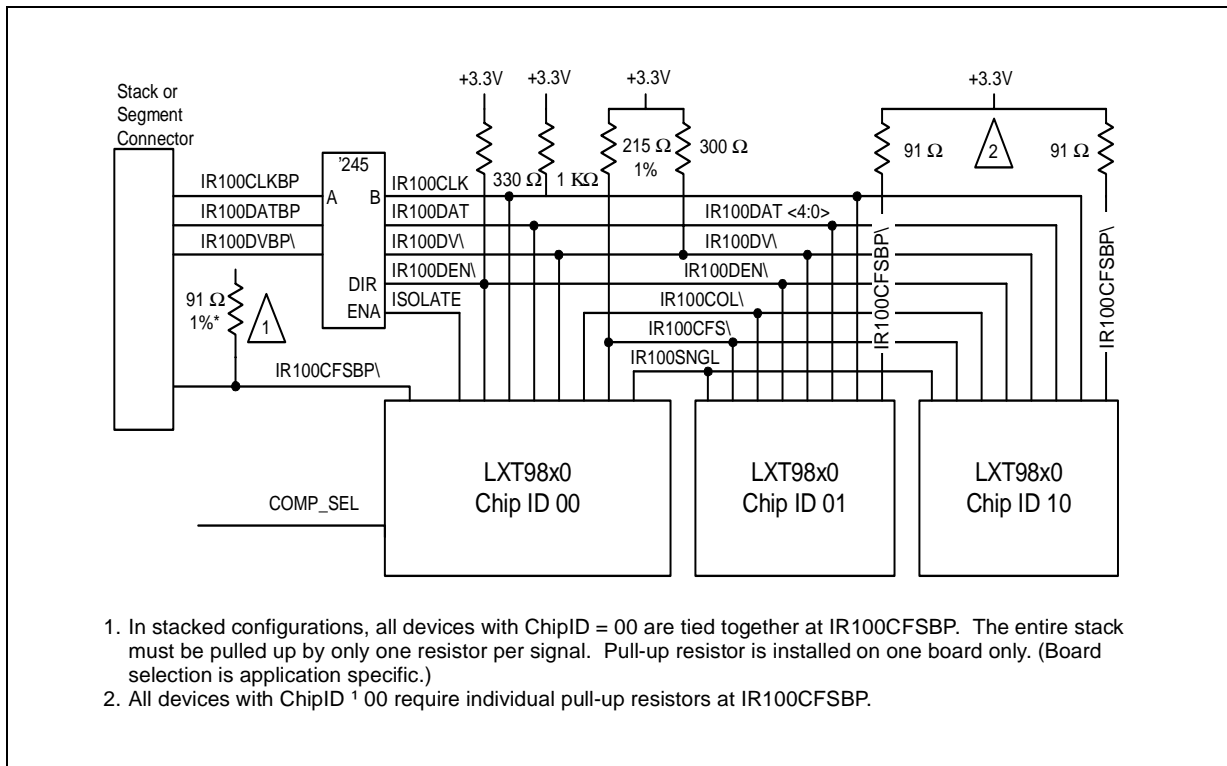 +3.3V +3.3V +3.3V +3.3V
Stack or
Segment
Connector
'245
330 Ω 1 KΩ
215 Ω
1%
300 Ω
91 Ω
2
91 Ω
IR100CLKBP
A B
IR100CLK
IR100DATBP
IR100DAT
IR100DAT <4:0>
IR100DVBP\
IR100DV\
IR100DV\
DIR
IR100DEN\
IR100DEN\
ENA
ISOLATE
91 Ω
1%*
1
IR100COL\
IR100CFS\
IR100SNGL
IR100CFSBP\
IR100CFSBP\
IR100CFSBP\
LXT98x0
Chip ID 00
LXT98x0
Chip ID 01
LXT98x0
Chip ID 10
COMP_SEL
1. In stacked configurations, all devices with ChipID = 00 are tied together at IR100CFSBP. The entire stack
must be pulled up by only one resistor per signal. Pull-up resistor is installed on one board only. (Board
selection is application specific.)
2. All devices with ChipID ¹ 00 require individual pull-up resistors at IR100CFSBP.